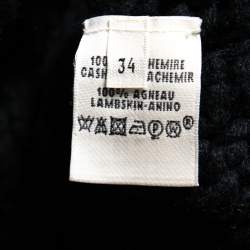 100 34 HEMIRE
CASH ACHEMIR
100% AGNEAU
LAMBSKIN-ANINO
P W